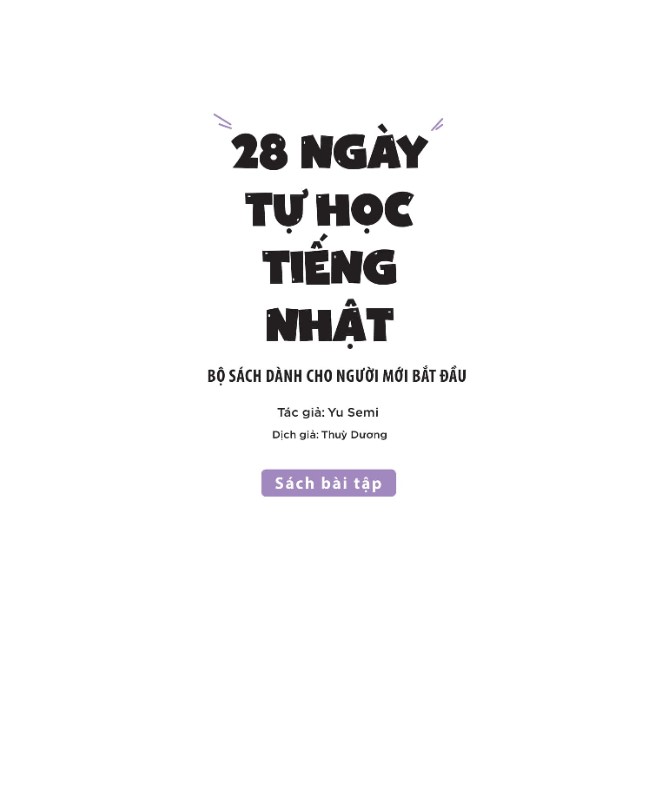 28 NGÀY
TỰ HỌC
TIẾNG
NHẬT
BỘ SÁCH DÀNH CHO NGƯỜI MỚI BẮT ĐẦU
Tác giả: Yu Semi
Dịch giả: Thuỳ Dương
Sách bài tập